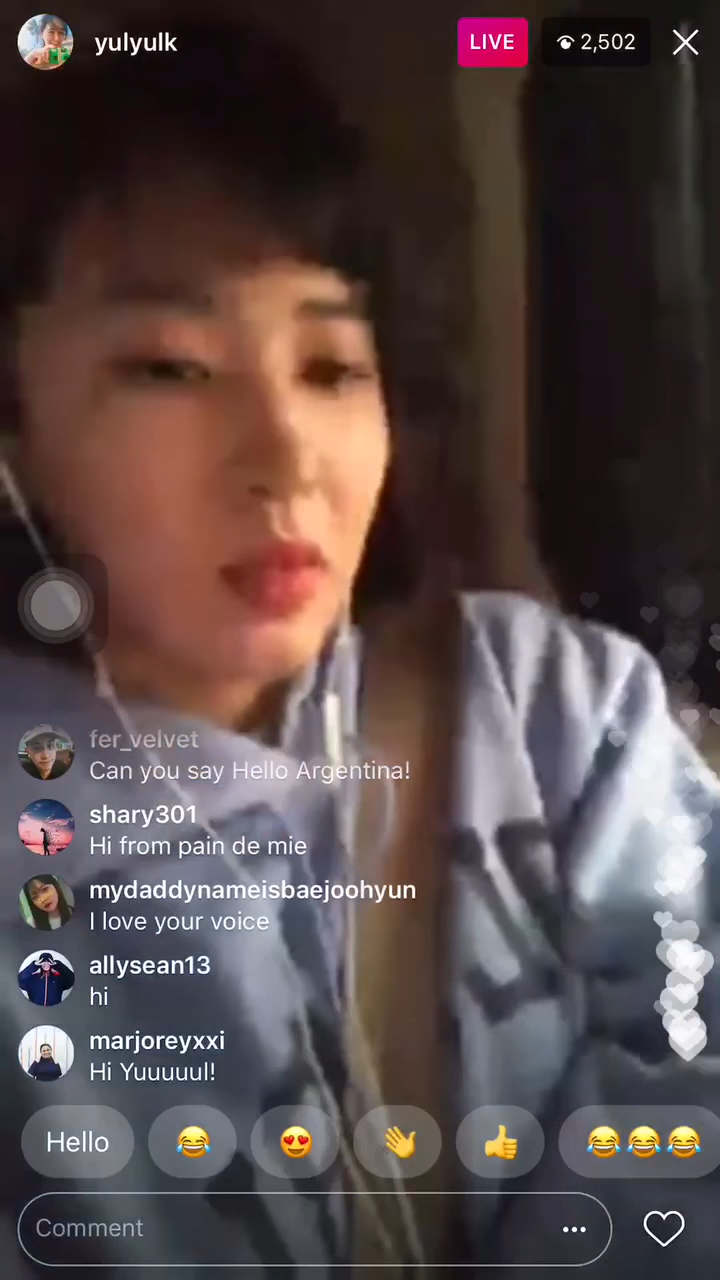 yulyulk
LIVE
2,502
fer_velvet
Can you say Hello Argentina!
shary301
Hi from pain de mie
mydaddynameisbaejoohyun
I love your voice
allysean13
hi
marjoreyxxi
Hi Yuuuuul!
Hello
😂
😍
👋
👍
😂😂😂
Comment